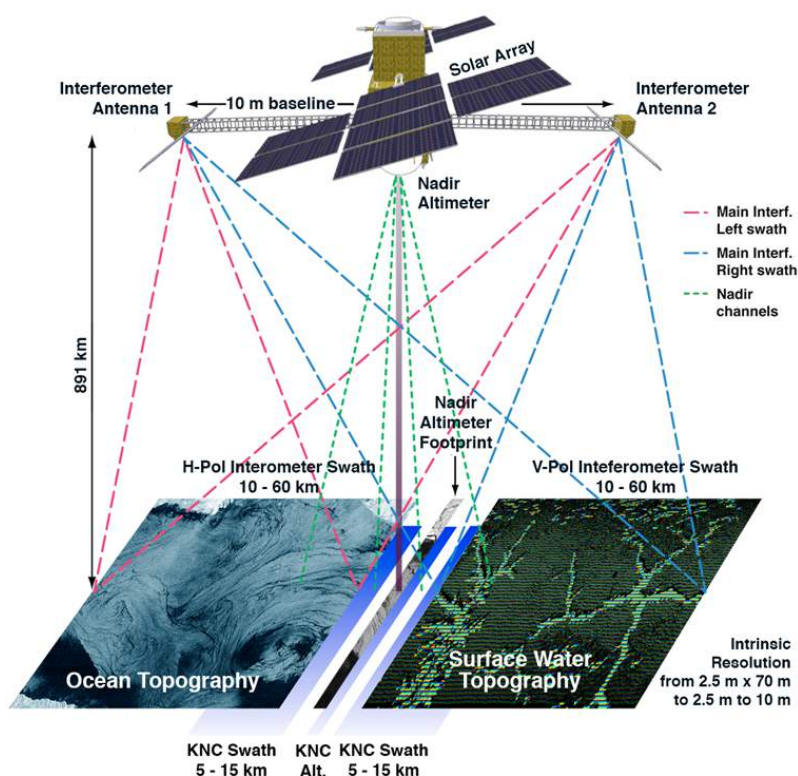 Solar Array
Interferometer
Antenna 1
10 m baseline
Interferometer
Antenna 2
Nadir
Altimeter
Main Interf.
Left swath
Main Interf.
Right swath
Nadir
channels
891 km
Nadir
Altimeter
Footprint
H-Pol Interometer Swath
10 - 60 km
V-Pol Inteferometer Swath
10 - 60 km
Ocean Topography
Surface Water
Topography
Intrinsic
Resolution
from 2.5 m x 70 m
to 2.5 m to 10 m
KNC Swath
5 - 15 km
KNC
Alt.
KNC Swath
5 - 15 km